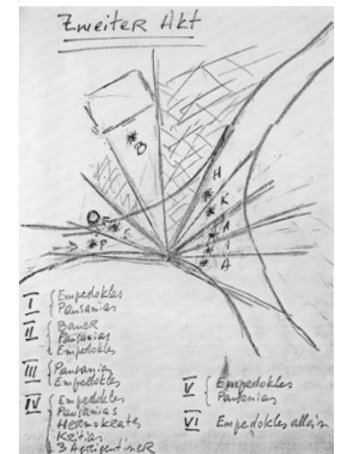 Zweiter Akt
B
H
K
A
E
A
P
A
I { Empedokles
Pausanias
II { Bauer
Pausanias
Empedokles
III { Pausanias
Empedokles
IV { Empedokles
Pausanias
Hermokrates
Kritias
3 Agrigentiner
V { Empedokles
Pausanias
VI Empedokles allein